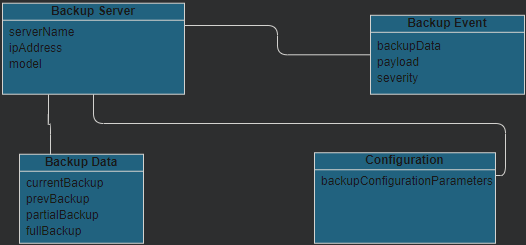 Backup Server
serverName
ipAddress
model
Backup Event
backupData
payload
severity
Backup Data
currentBackup
prevBackup
partialBackup
fullBackup
Configuration
backupConfigurationParameters